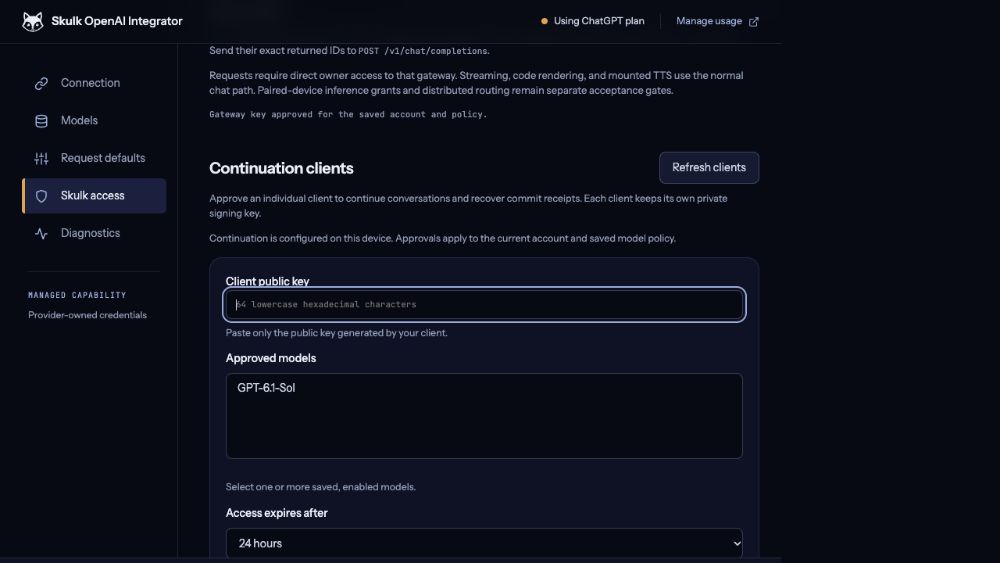 Skulk OpenAI Integrator
Using ChatGPT plan
Manage usage
Connection
Models
Request defaults
Skulk access
Diagnostics
MANAGED CAPABILITY
Provider-owned credentials
Send their exact returned IDs to POST /v1/chat/completions.
Requests require direct owner access to that gateway. Streaming, code rendering, and mounted TTS use the normal
chat path. Paired-device inference grants and distributed routing remain separate acceptance gates.
Gateway key approved for the saved account and policy.
Continuation clients
Refresh clients
Approve an individual client to continue conversations and recover commit receipts. Each client keeps its own private
signing key.
Continuation is configured on this device. Approvals apply to the current account and saved model policy.
Client public key
64 lowercase hexadecimal characters
Paste only the public key generated by your client.
Approved models
GPT-6.1-Sol
Select one or more saved, enabled models.
Access expires after
24 hours